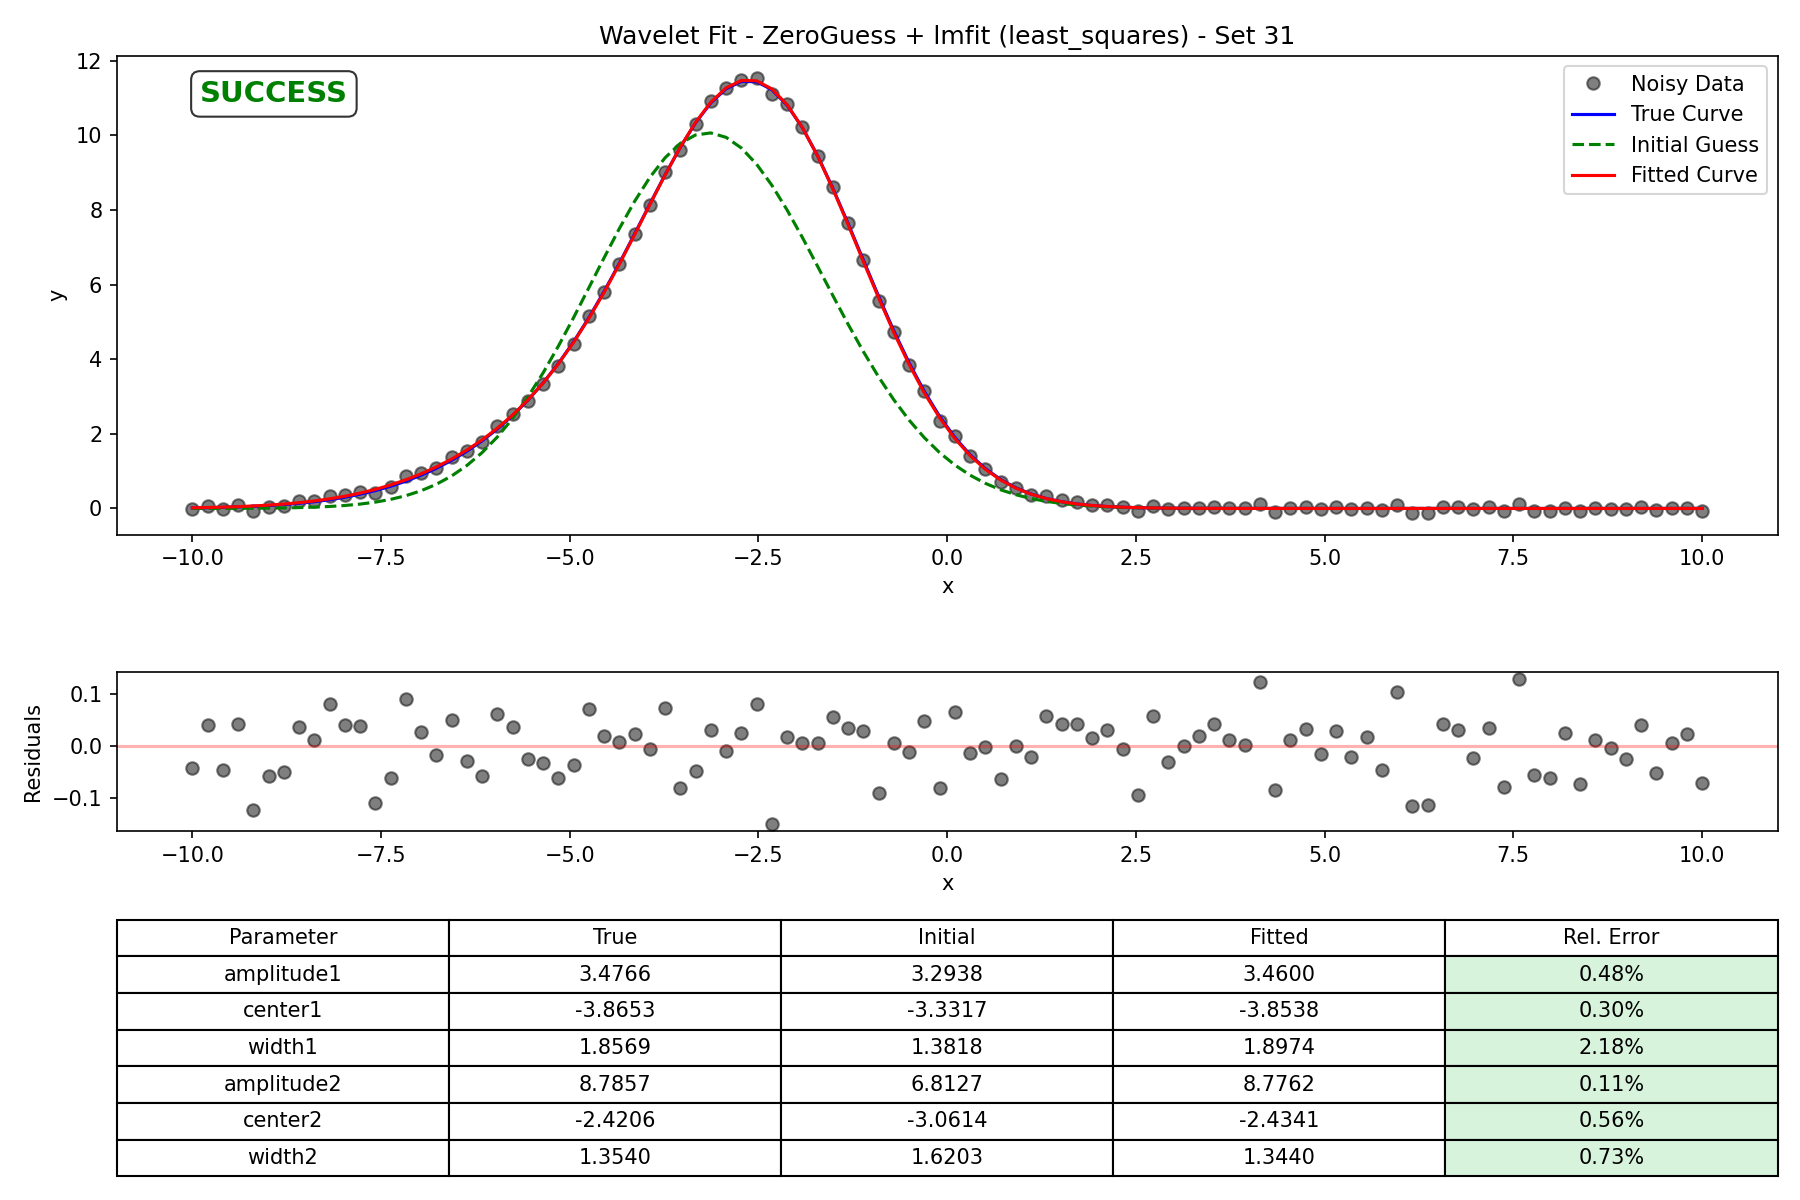 Wavelet Fit - ZeroGuess + lmfit (least_squares) - Set 31
SUCCESS
Noisy Data
True Curve
Initial Guess
Fitted Curve
12
10
8
6
4
2
0
y
−10.0 −7.5 −5.0 −2.5 0.0 2.5 5.0 7.5 10.0
x
0.1
0.0
−0.1
Residuals
−10.0 −7.5 −5.0 −2.5 0.0 2.5 5.0 7.5 10.0
x
Parameter True Initial Fitted Rel. Error
amplitude1 3.4766 3.2938 3.4600 0.48%
center1 -3.8653 -3.3317 -3.8538 0.30%
width1 1.8569 1.3818 1.8974 2.18%
amplitude2 8.7857 6.8127 8.7762 0.11%
center2 -2.4206 -3.0614 -2.4341 0.56%
width2 1.3540 1.6203 1.3440 0.73%